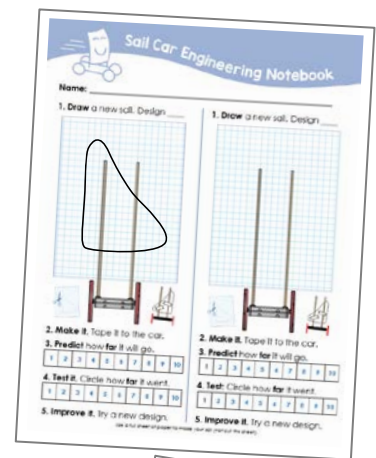 Sail Car Engineering Notebook
Name:
1. Draw a new sail. Design
2. Make it. Tape it to the car.
3. Predict how far it will go.
1 2 3 4 5 6 7 8 9 10
4. Test it. Circle how far it went.
1 2 3 4 5 6 7 8 9 10
5. Improve it. Try a new design.
1. Draw a new sail. Design
2. Make it. Tape it to the car.
3. Predict how far it will go.
1 2 3 4 5 6 7 8 9 10
4. Test: Circle how far it went.
1 2 3 4 5 6 7 8 9 10
5. Improve it. Try a new design.